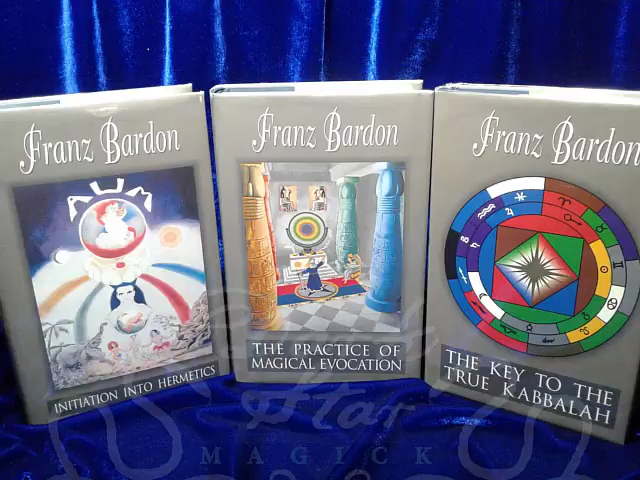 Franz Bardon
INITIATION INTO HERMETICS
Franz Bardon
THE PRACTICE OF
MAGICAL EVOCATION
Franz Bardon
THE KEY TO THE
TRUE KABBALAH
Altar
MAGICK